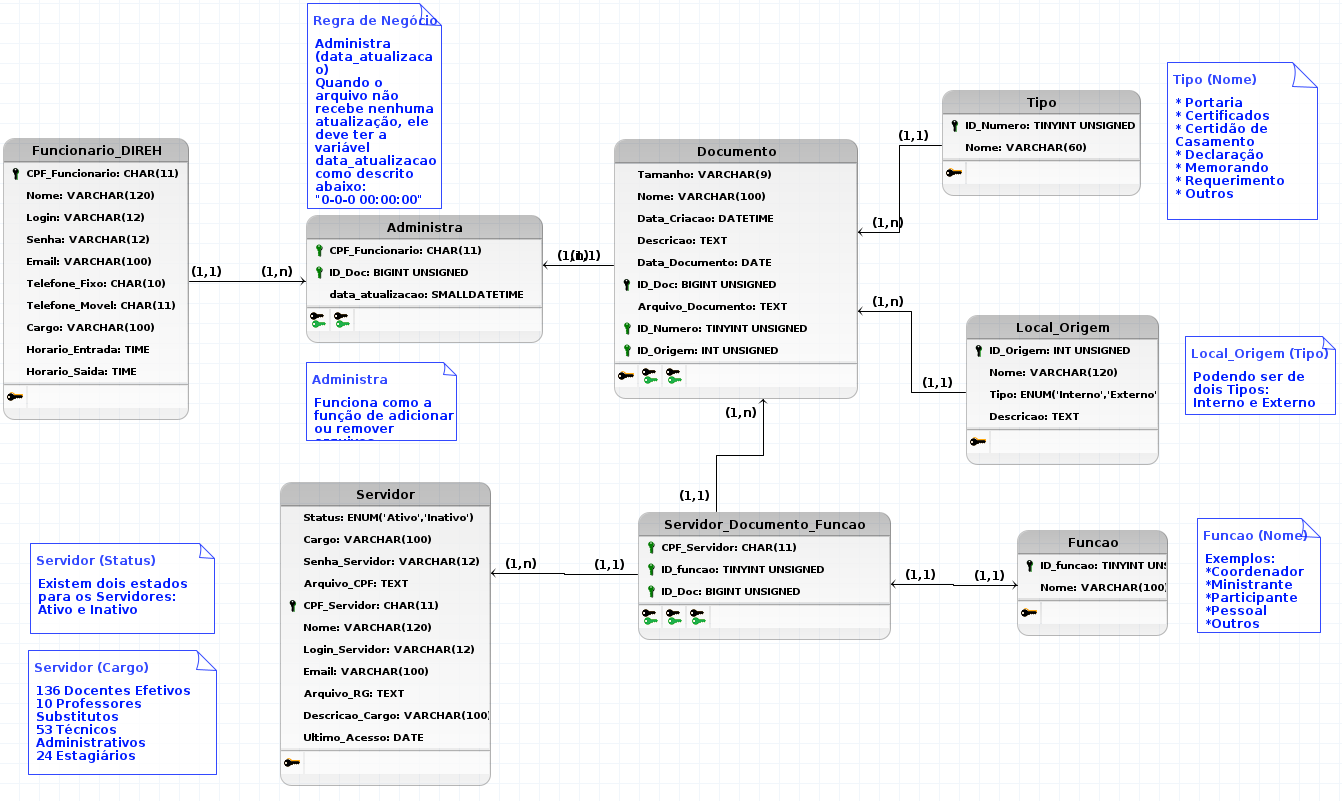 Regra de Negócio
Administra
(data_atualizaca
o)
Quando o
arquivo não
recebe nenhuma
atualização, ele
deve ter a
variável
data_atualizacao
como descrito
abaixo:
"0-0-0 00:00:00"
Funcionario_DIREH
CPF_Funcionario: CHAR(11)
Nome: VARCHAR(120)
Login: VARCHAR(12)
Senha: VARCHAR(12)
Email: VARCHAR(100)
Telefone_Fixo: CHAR(10)
Telefone_Movel: CHAR(11)
Cargo: VARCHAR(100)
Horario_Entrada: TIME
Horario_Saida: TIME
(1,1)
(1,n)
Administra
CPF_Funcionario: CHAR(11)
ID_Doc: BIGINT UNSIGNED
data_atualizacao: SMALLDATETIME
(1,n)
(1,1)
Administra
Funciona como a
função de adicionar
ou remover
arquivos
Documento
Tamanho: VARCHAR(9)
Nome: VARCHAR(100)
Data_Criacao: DATETIME
Descricao: TEXT
Data_Documento: DATE
ID_Doc: BIGINT UNSIGNED
Arquivo_Documento: TEXT
ID_Numero: TINYINT UNSIGNED
ID_Origem: INT UNSIGNED
(1,1)
(1,n)
Tipo
ID_Numero: TINYINT UNSIGNED
Nome: VARCHAR(60)
Tipo (Nome)
* Portaria
* Certificados
* Certidão de
Casamento
* Declaração
* Memorando
* Requerimento
* Outros
(1,n)
(1,1)
Local_Origem
ID_Origem: INT UNSIGNED
Nome: VARCHAR(120)
Tipo: ENUM('Interno','Externo'
Descricao: TEXT
Local_Origem (Tipo)
Podendo ser de
dois Tipos:
Interno e Externo
(1,n)
(1,1)
Servidor
Status: ENUM('Ativo','Inativo')
Cargo: VARCHAR(100)
Senha_Servidor: VARCHAR(12)
Arquivo_CPF: TEXT
CPF_Servidor: CHAR(11)
Nome: VARCHAR(120)
Login_Servidor: VARCHAR(12)
Email: VARCHAR(100)
Arquivo_RG: TEXT
Descricao_Cargo: VARCHAR(100)
Ultimo_Acesso: DATE
(1,n)
(1,1)
Servidor_Documento_Funcao
CPF_Servidor: CHAR(11)
ID_funcao: TINYINT UNSIGNED
ID_Doc: BIGINT UNSIGNED
(1,1)
(1,1)
Funcao
ID_funcao: TINYINT UNS
Nome: VARCHAR(100)
Funcao (Nome)
Exemplos:
*Coordenador
*Ministrante
*Participante
*Pessoal
*Outros
Servidor (Status)
Existem dois estados
para os Servidores:
Ativo e Inativo
Servidor (Cargo)
136 Docentes Efetivos
10 Professores
Substitutos
53 Técnicos
Administrativos
24 Estagiários